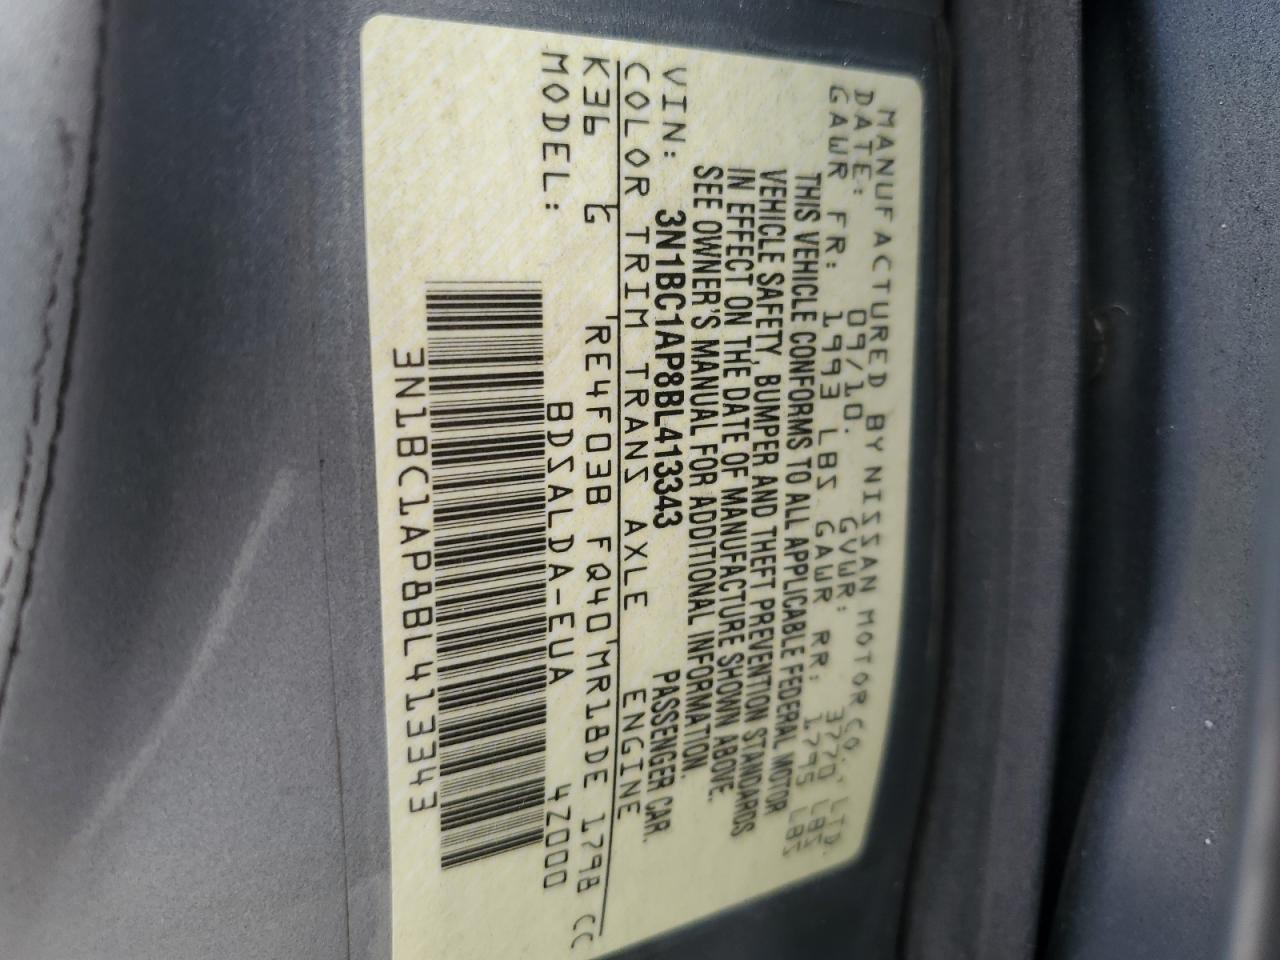 MANUFACTURED BY NISSAN MOTOR CO., LTD.
DATE: 09/10. GVWR: 3770 LBS
GAWR FR: 1993 LBS GAWR RR: 1795 LBS
THIS VEHICLE CONFORMS TO ALL APPLICABLE FEDERAL MOTOR
VEHICLE SAFETY, BUMPER AND THEFT PREVENTION STANDARDS
IN EFFECT ON THE DATE OF MANUFACTURE SHOWN ABOVE.
SEE OWNER'S MANUAL FOR ADDITIONAL INFORMATION.
VIN: 3N1BC1AP8BL413343 PASSENGER CAR.
COLOR TRIM TRANS AXLE ENGINE
K36 G RE4F03B FQ40 MR18DE 1798 CC
MODEL: BDSALDA-EUA 4Z000
3N1BC1AP8BL413343